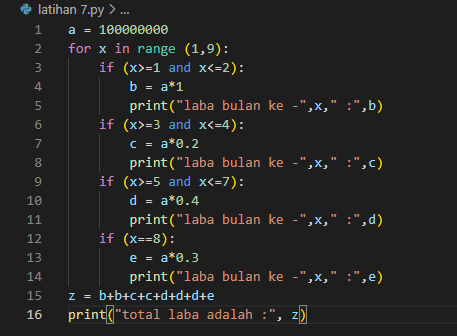 latihan 7.py > ...
1 a = 100000000
2 for x in range (1,9):
3     if (x>=1 and x<=2):
4         b = a*1
5         print("laba bulan ke -",x," :",b)
6     if (x>=3 and x<=4):
7         c = a*0.2
8         print("laba bulan ke -",x," :",c)
9     if (x>=5 and x<=7):
10         d = a*0.4
11         print("laba bulan ke -",x," :",d)
12     if (x==8):
13         e = a*0.3
14         print("laba bulan ke -",x," :",e)
15 z = b+b+c+c+d+d+d+e
16 print("total laba adalah :", z)